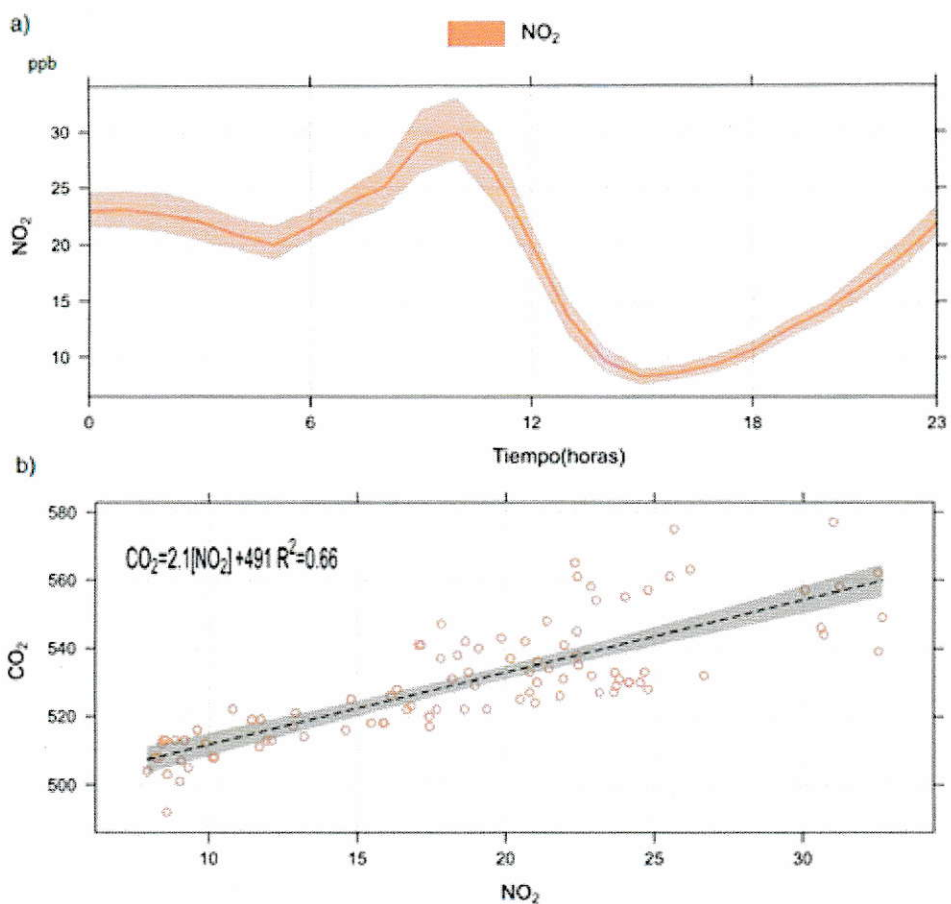 a)
NO₂
ppb
30
25
20
15
10
NO₂
0 6 12 18 23
Tiempo(horas)
b)
580
560
540
520
500
CO₂
CO₂=2.1[NO₂]+491 R²=0.66
10 15 20 25 30
NO₂